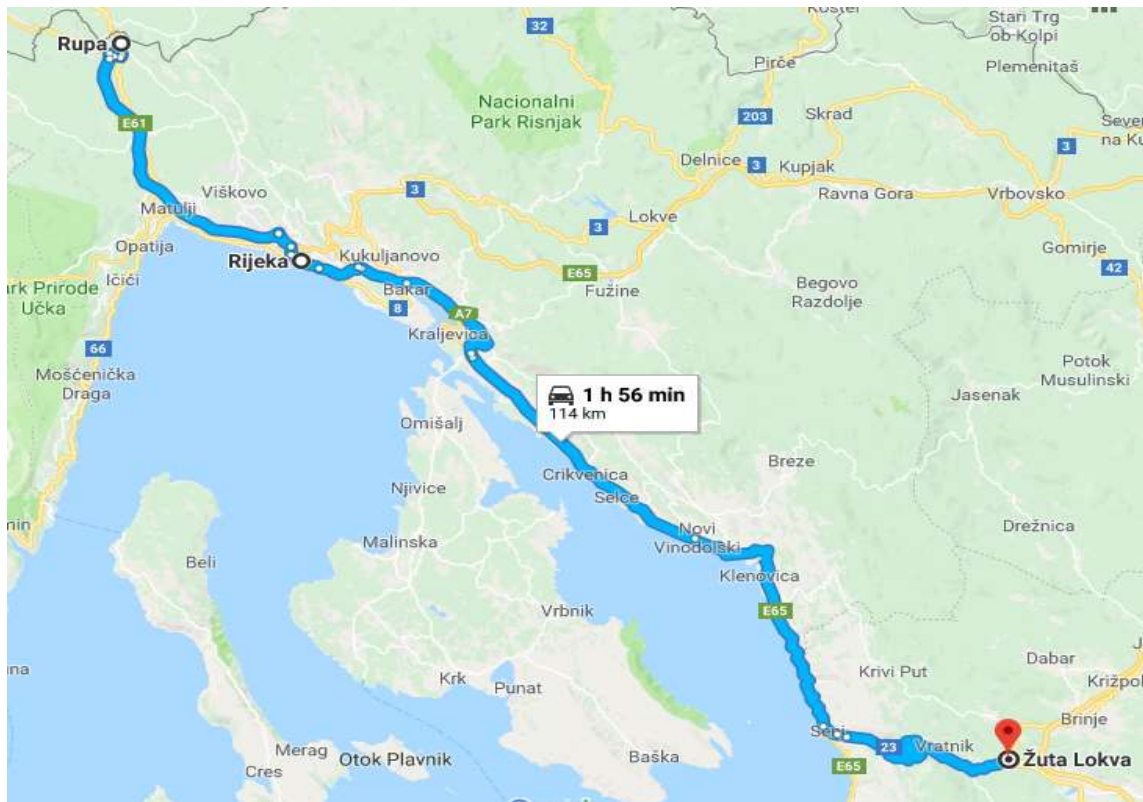 Koster
Stari Trg
ob Kolpi
32
Rupa
Pirče
Plemenitaš
Nacionalni
Park Risnjak
203
Skrad
E61
3
Delnice
3
Kupjak
Viškovo
3
Ravna Gora
Vrbovsko
Matulji
3
Lokve
Opatija
Rijeka
Kukuljanovo
Gomirje
Ičići
E65
42
Park Prirode
Učka
Bakar
Fužine
Begovo
Razdolje
8
A7
Kraljevica
66
Potok
Musulinski
Mošćenička
Draga
1 h 56 min
114 km
Jasenak
Omišalj
Breze
Crikvenica
Njivice
Selce
Novi
Vinodolski
Drežnica
Malinska
Beli
Klenovica
E65
Vrbnik
Krivi Put
Dabar
Krk
Punat
Križpol
Brinje
Senj
23
Vratnik
Merag
Otok Plavnik
Baška
E65
Žuta Lokva
Cres